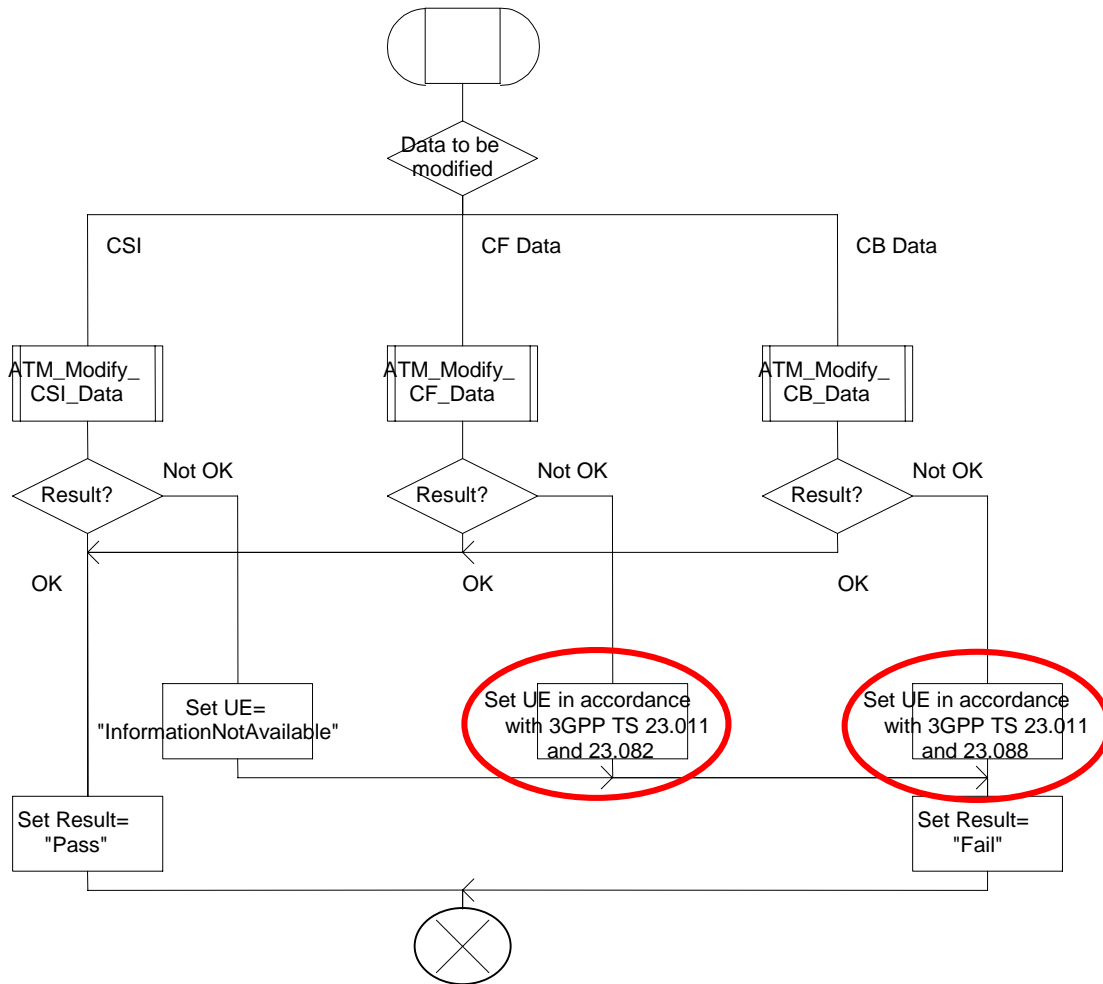 Data to be
modified
CSI
CF Data
CB Data
ATM_Modify_
CSI_Data
ATM_Modify_
CF_Data
ATM_Modify_
CB_Data
Result?
Not OK
Result?
Not OK
Result?
Not OK
OK
OK
OK
Set UE=
"InformationNotAvailable"
Set UE in accordance
with 3GPP TS 23.011
and 23.082
Set UE in accordance
with 3GPP TS 23.011
and 23.088
Set Result=
"Pass"
Set Result=
"Fail"